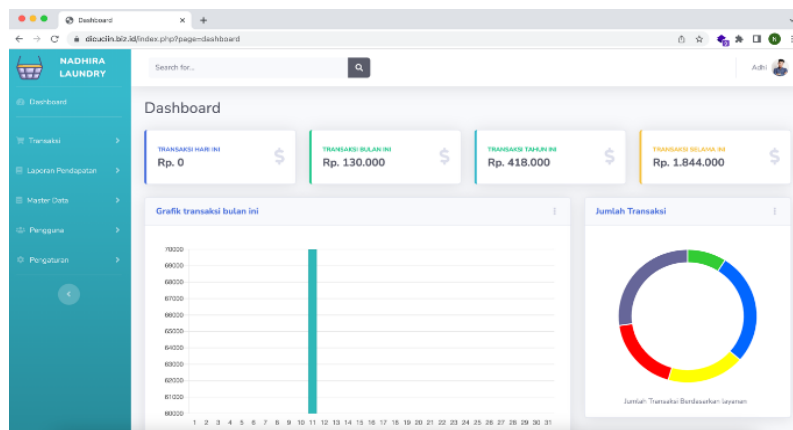 Dashboard
dicuciin.biz.id/index.php?page=dashboard
N
NADHIRA
LAUNDRY
Search for...
Adhi
Dashboard
Transaksi
Laporan Pendapatan
Master Data
Pengguna
Pengaturan
Dashboard
TRANSAKSI HARI INI
Rp. 0
TRANSAKSI BULAN INI
Rp. 130.000
TRANSAKSI TAHUN INI
Rp. 418.000
TRANSAKSI SELAMA INI
Rp. 1.844.000
Grafik transaksi bulan ini
70000
69000
68000
67000
66000
65000
64000
63000
62000
61000
60000
1 2 3 4 5 6 7 8 9 10 11 12 13 14 15 16 17 18 19 20 21 22 23 24 25 26 27 28 29 30 31
Jumlah Transaksi
Jumlah Transaksi Berdasarkan Layanan